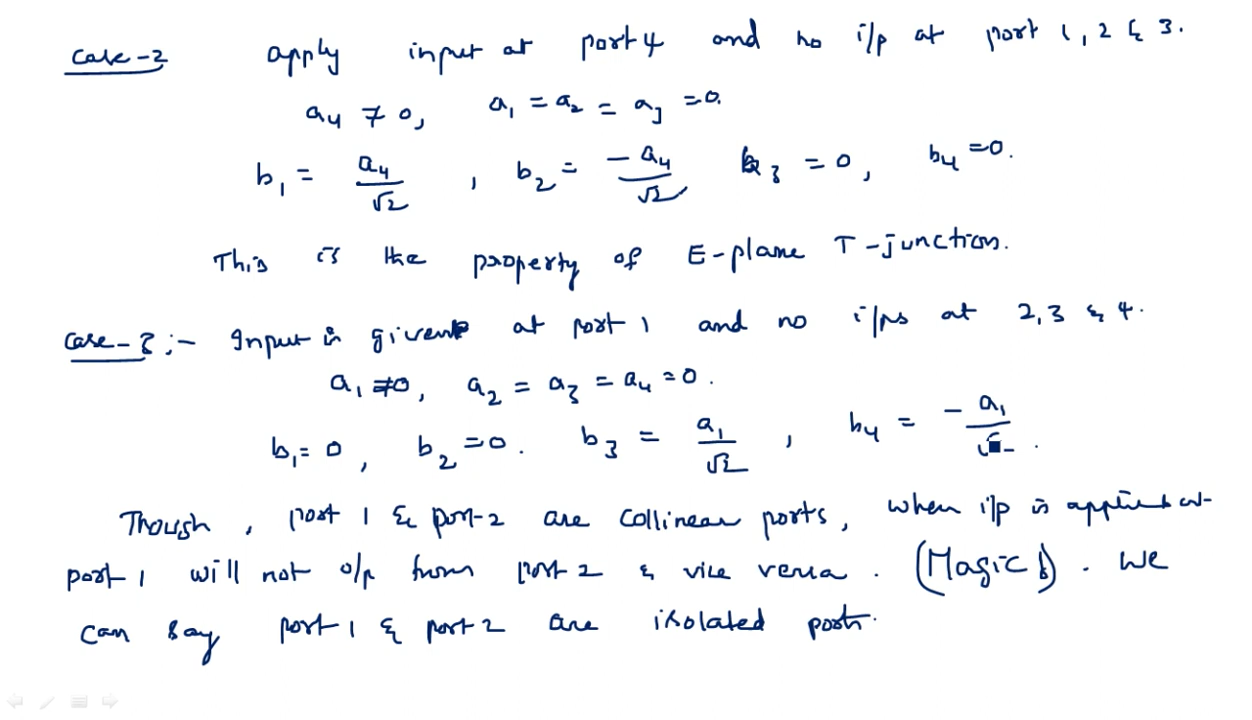 Case-2 apply input at port 4 and no i/p at port 1, 2 & 3.
a₄ ≠ 0, a₁ = a₂ = a₃ = 0.
b₁ = a₄/√2 , b₂ = -a₄/√2 b₃ = 0, b₄ = 0.
This is the property of E-plane T-junction.
Case-3 :- Input is given at port 1 and no i/ps at 2, 3 & 4.
a₁ ≠ 0, a₂ = a₃ = a₄ = 0.
b₁ = 0, b₂ = 0. b₃ = a₁/√2 , b₄ = -a₁/ .
Though, port 1 & port-2 are collinear ports, when i/p is applied at
port 1 will not o/p from port 2 & vice versa. (Magic). We
can say port 1 & port 2 are isolated ports.